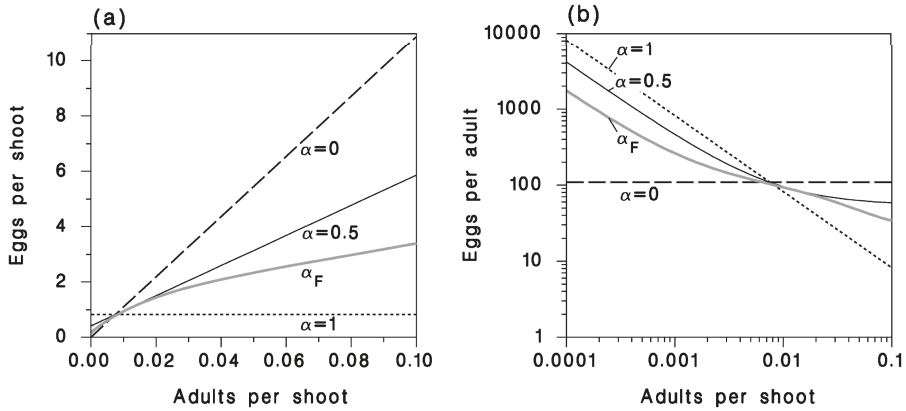 (a)
Eggs per shoot
10
8
6
4
2
0
α=0
α=0.5
αF
α=1
0.00 0.02 0.04 0.06 0.08 0.10
Adults per shoot
(b)
Eggs per adult
10000
1000
100
10
1
α=1
α=0.5
αF
α=0
0.0001 0.001 0.01 0.1
Adults per shoot